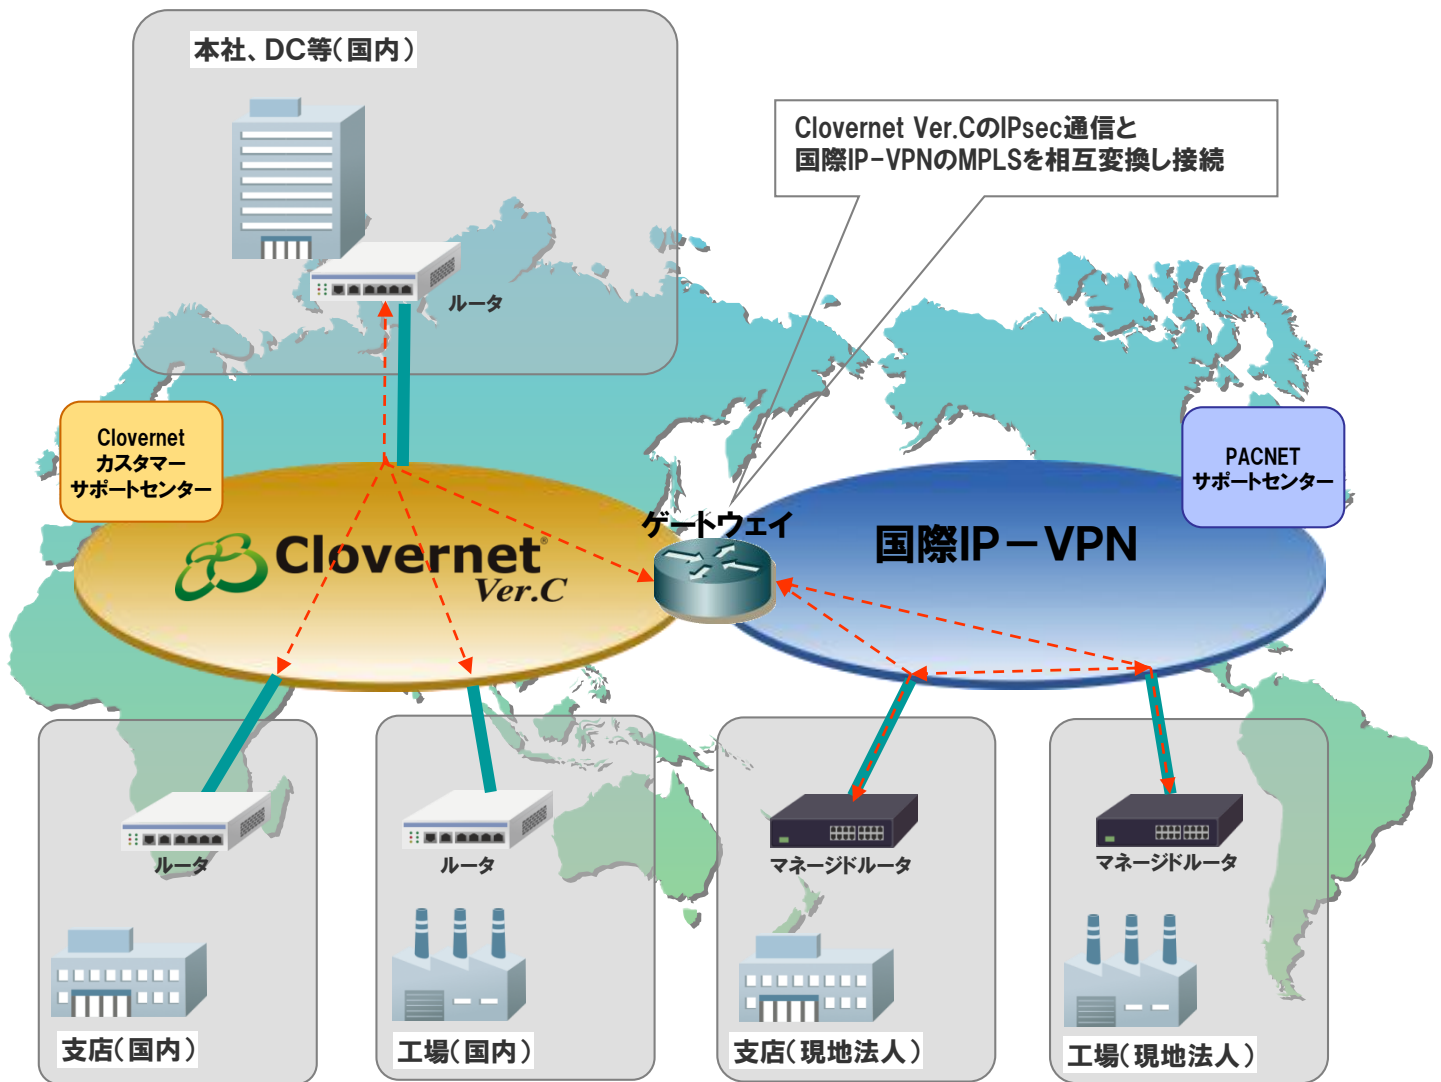 本社、DC等(国内)
Clovernet Ver.CのIPsec通信と
国際IP-VPNのMPLSを相互変換し接続
ルータ
Clovernet
カスタマー
サポートセンター
PACNET
サポートセンター
ゲートウェイ
Clovernet®
Ver.C
国際IP－VPN
ルータ
ルータ
マネージドルータ
マネージドルータ
支店(国内)
工場(国内)
支店(現地法人)
工場(現地法人)